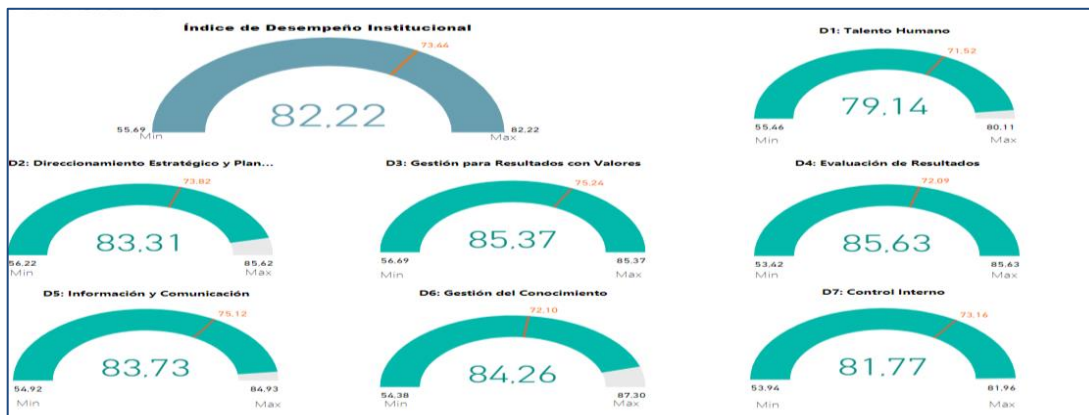 Índice de Desempeño Institucional
73.44
82,22
55.69
82.22
Min
Max
D1: Talento Humano
71.52
79,14
55.46
80.11
Min
Max
D2: Direccionamiento Estratégico y Plan...
73.82
83,31
56.22
85.62
Min
Max
D3: Gestión para Resultados con Valores
75.24
85,37
56.69
85.37
Min
Max
D4: Evaluación de Resultados
72.09
85,63
53.42
85.63
Min
Max
D5: Información y Comunicación
75.12
83,73
54.92
84.93
Min
Max
D6: Gestión del Conocimiento
72.10
84,26
54.38
87.30
Min
Max
D7: Control Interno
73.16
81,77
53.94
81.96
Min
Max